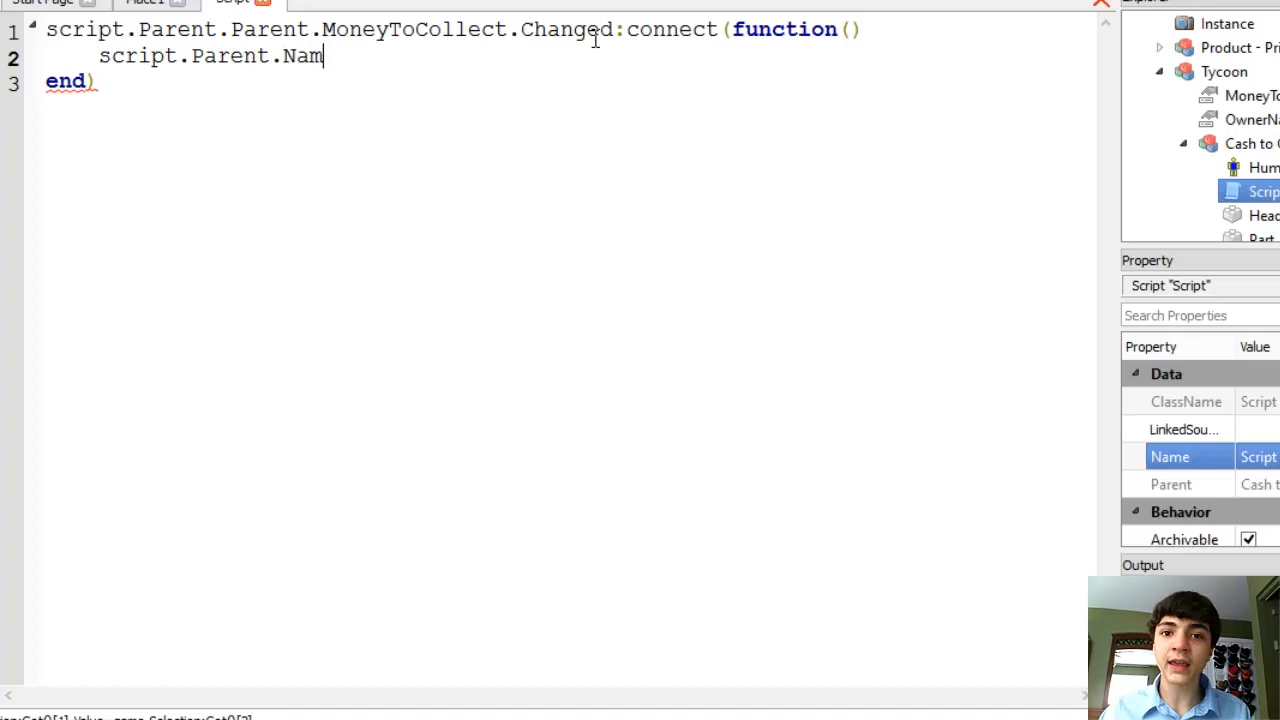 Start Page
Place1
Script
Explorer
1 script.Parent.Parent.MoneyToCollect.Changed:connect(function()
2 script.Parent.Nam
3 end)
Instance
Product - Pri
Tycoon
MoneyTo
OwnerNa
Cash to C
Hum
Scrip
Head
Part
Property
Script "Script"
Search Properties
Property Value
Data
ClassName Script
LinkedSou...
Name Script
Parent Cash t
Behavior
Archivable
Output